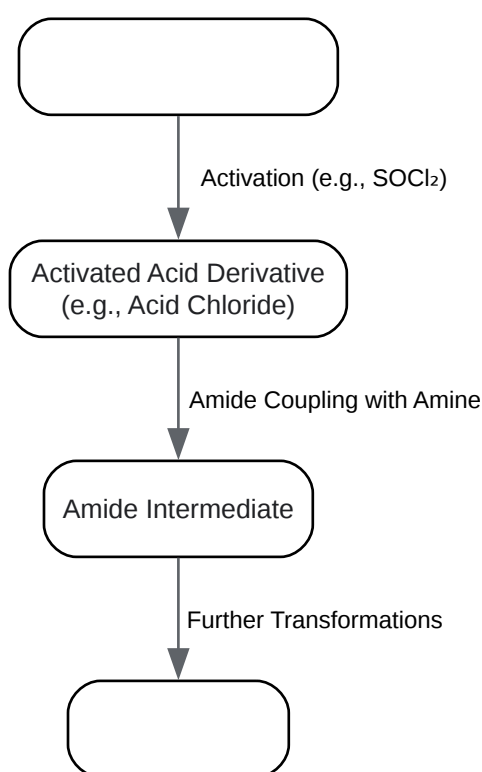 Activation (e.g., SOCl₂)
Activated Acid Derivative
(e.g., Acid Chloride)
Amide Coupling with Amine
Amide Intermediate
Further Transformations